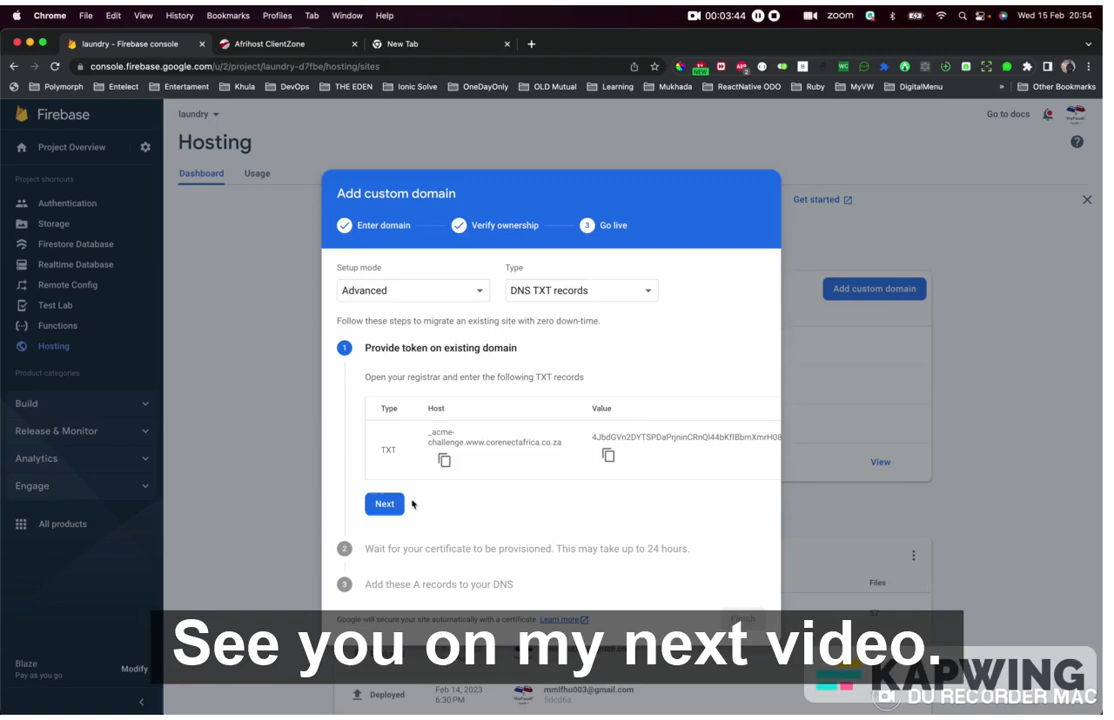 Chrome File Edit View History Bookmarks Profiles Tab Window Help 00:03:44 zoom Wed 15 Feb 20:54
laundry - Firebase console Afrihost ClientZone New Tab
console.firebase.google.com/u/2/project/laundry-d7fbe/hosting/sites
Polymorph Entelect Entertament Khula DevOps THE EDEN Ionic Solve OneDayOnly OLD Mutual Learning Mukhada ReactNative ODO Ruby MyVW DigitalMenu » Other Bookmarks
Firebase
laundry
Go to docs
Project Overview
Hosting
Dashboard Usage
Project shortcuts
Authentication
Storage
Firestore Database
Realtime Database
Remote Config
Test Lab
Functions
Hosting
Product categories
Build
Release & Monitor
Analytics
Engage
All products
Blaze
Pay as you go
Modify
Get started
Add custom domain
View
Files
Add custom domain
Enter domain Verify ownership 3 Go live
Setup mode Type
Advanced DNS TXT records
Follow these steps to migrate an existing site with zero down-time.
1 Provide token on existing domain
Open your registrar and enter the following TXT records
Type Host Value
TXT
_acme-
challenge.www.corenectafrica.co.za
Next
2 Wait for your certificate to be provisioned. This may take up to 24 hours.
3 Add these A records to your DNS
Google will secure your site automatically with a certificate. Learn more
Finish
See you on my next video.
KAPWING
DU RECORDER MAC
Deployed
Feb 14, 2023
6:30 PM
mmlfhu003@gmail.com
5dcd6a